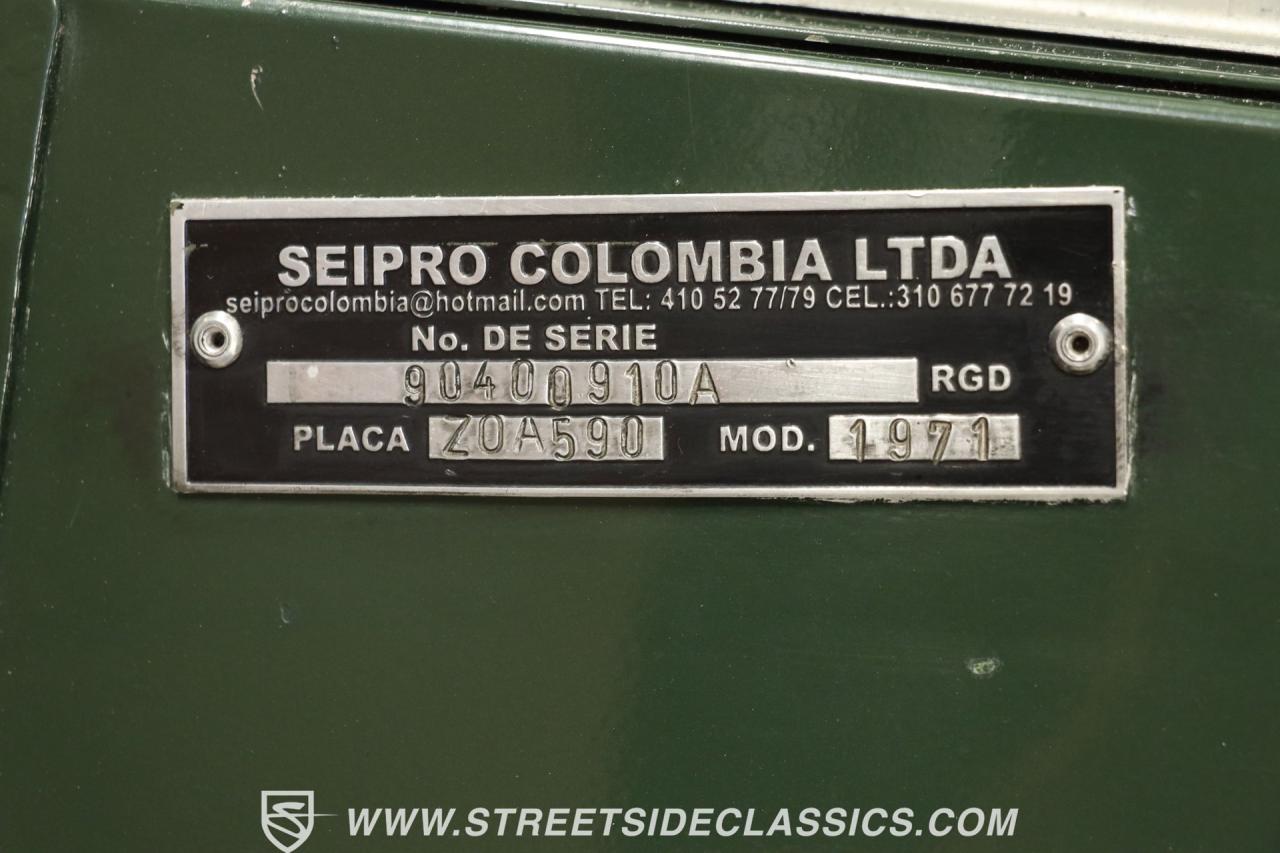 SEIPRO COLOMBIA LTDA
seiprocolombia@hotmail.com TEL: 410 52 77/79 CEL.:310 677 72 19
No. DE SERIE
90400910A RGD
PLACA ZOA590 MOD. 1971
WWW.STREETSIDECLASSICS.COM